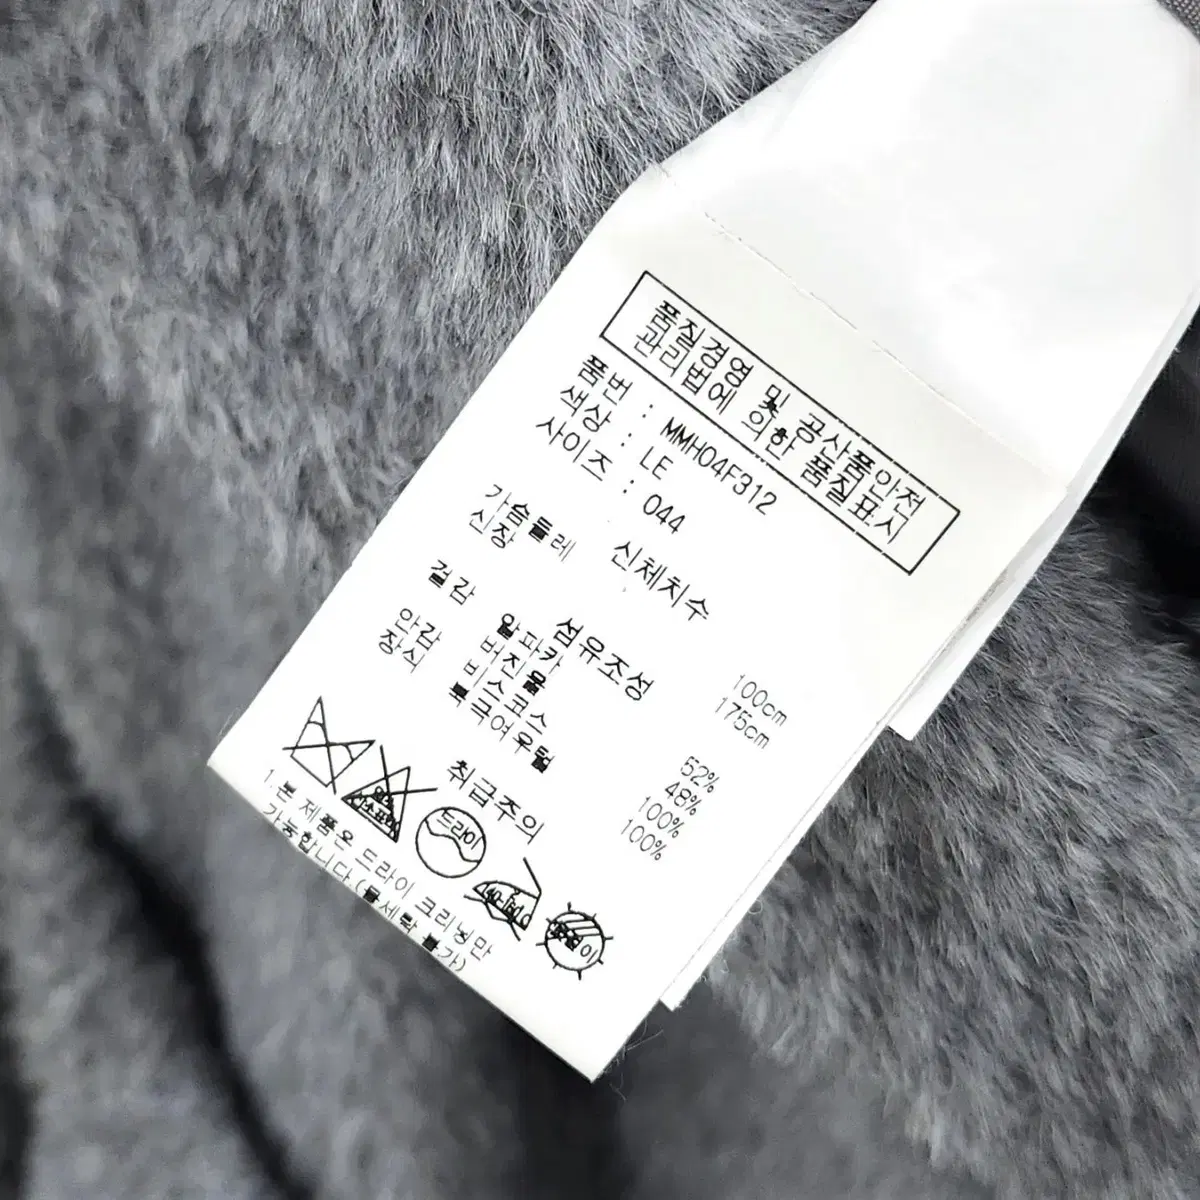 품질경영 및 공산품안전
관리법에 의한 품질표시
품번 : MMH04F312
색상 : LE
사이즈 : 044
신체치수
가슴둘레 100cm
신장 175cm
섬유조성
겉감 알파카 52%
버진울 48%
안감 비스코스 100%
장식 북극여우털 100%
취급주의
드라이
1.본 제품은 드라이 크리닝만
가능합니다(물세탁 불가)